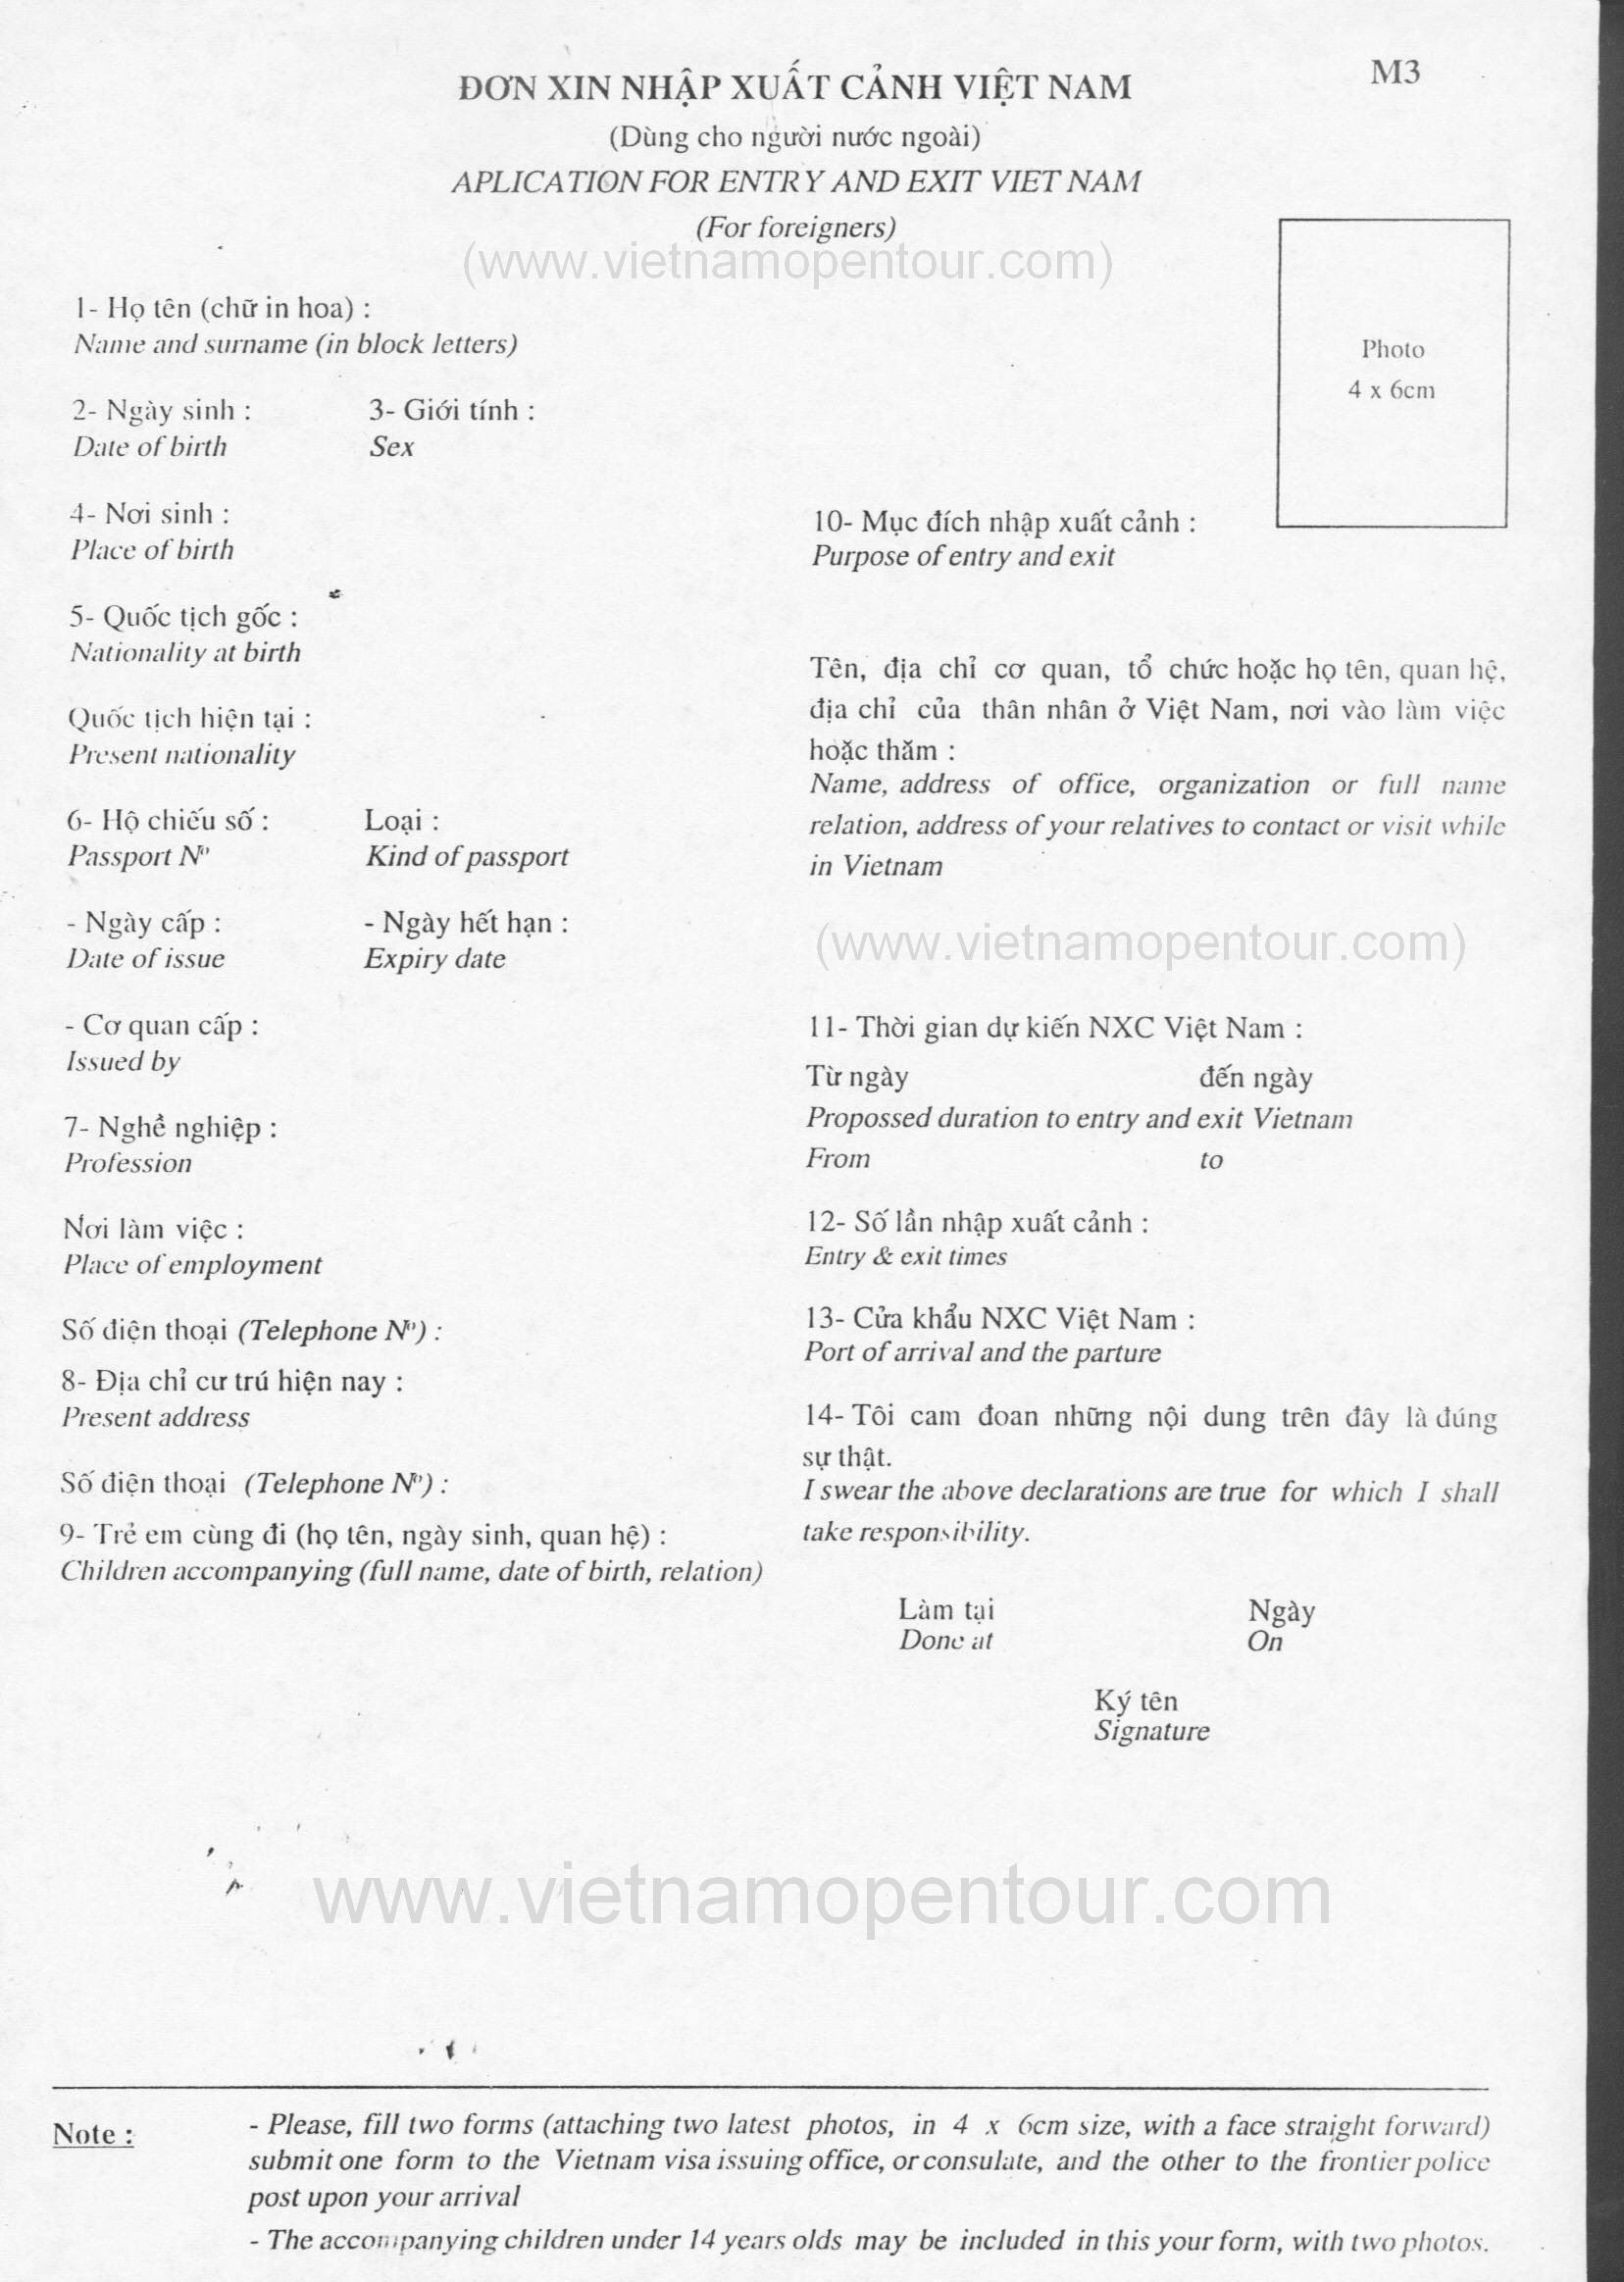 M3
ĐƠN XIN NHẬP XUẤT CẢNH VIỆT NAM
(Dùng cho người nước ngoài)
APLICATION FOR ENTRY AND EXIT VIET NAM
(For foreigners)
(www.vietnamopentour.com)
Photo
4 x 6cm
1- Họ tên (chữ in hoa) :
Name and surname (in block letters)
2- Ngày sinh : 3- Giới tính :
Date of birth Sex
4- Nơi sinh :
Place of birth
5- Quốc tịch gốc :
Nationality at birth
Quốc tịch hiện tại :
Present nationality
6- Hộ chiếu số : Loại :
Passport Nº Kind of passport
- Ngày cấp : - Ngày hết hạn :
Date of issue Expiry date
- Cơ quan cấp :
Issued by
7- Nghề nghiệp :
Profession
Nơi làm việc :
Place of employment
Số điện thoại (Telephone Nº) :
8- Địa chỉ cư trú hiện nay :
Present address
Số điện thoại (Telephone Nº) :
9- Trẻ em cùng đi (họ tên, ngày sinh, quan hệ) :
Children accompanying (full name, date of birth, relation)
10- Mục đích nhập xuất cảnh :
Purpose of entry and exit
Tên, địa chỉ cơ quan, tổ chức hoặc họ tên, quan hệ,
địa chỉ của thân nhân ở Việt Nam, nơi vào làm việc
hoặc thăm :
Name, address of office, organization or full name
relation, address of your relatives to contact or visit while
in Vietnam
(www.vietnamopentour.com)
11- Thời gian dự kiến NXC Việt Nam :
Từ ngày đến ngày
Propossed duration to entry and exit Vietnam
From to
12- Số lần nhập xuất cảnh :
Entry & exit times
13- Cửa khẩu NXC Việt Nam :
Port of arrival and the parture
14- Tôi cam đoan những nội dung trên đây là đúng
sự thật.
I swear the above declarations are true for which I shall
take responsibility.
Làm tại Ngày
Done at On
Ký tên
Signature
www.vietnamopentour.com
Note : - Please, fill two forms (attaching two latest photos, in 4 x 6cm size, with a face straight forward)
submit one form to the Vietnam visa issuing office, or consulate, and the other to the frontier police
post upon your arrival
- The accompanying children under 14 years olds may be included in this your form, with two photos.